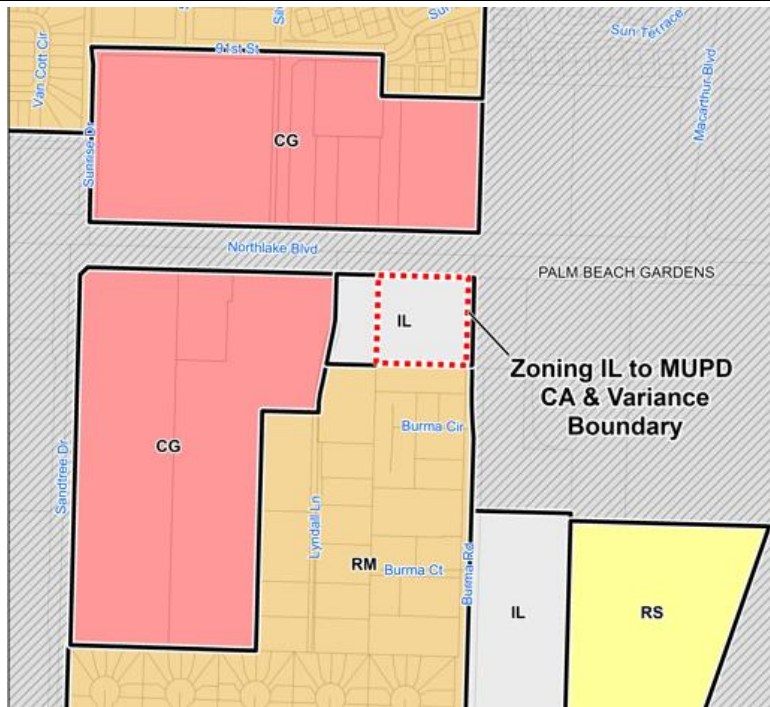 Sun Terrace
91st St
Van Cott Cir
Macarthur Blvd
CG
Sunrise Dr
Northlake Blvd
PALM BEACH GARDENS
IL
Zoning IL to MUPD
CA & Variance
Boundary
Burma Cir
CG
Sandtree Dr
Lyndall Ln
RM
Burma Ct
Burma Rd
IL
RS